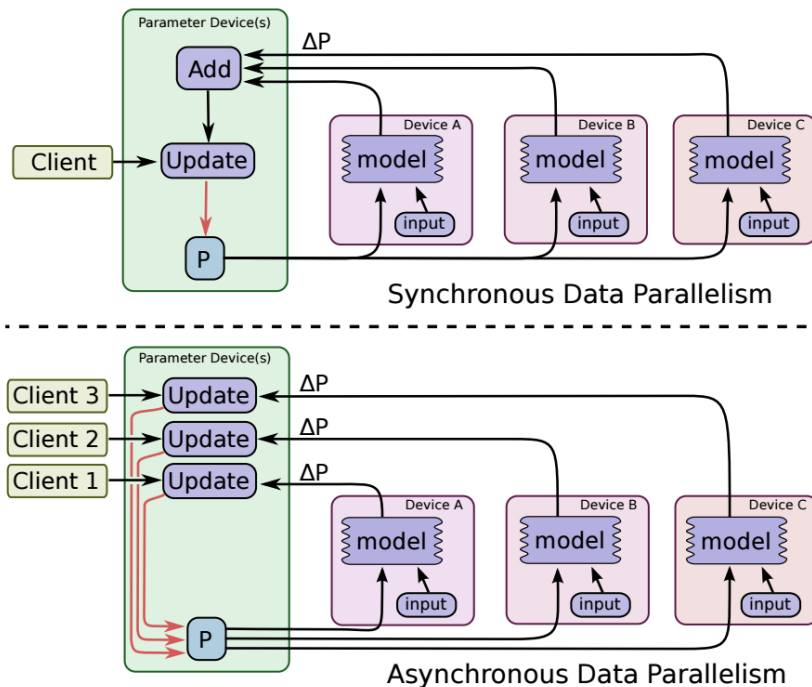 Parameter Device(s)
ΔP
Add
Device A
Device B
Device C
Client
Update
model
model
model
input
input
input
P
Synchronous Data Parallelism
Parameter Device(s)
Client 3
Update
ΔP
Client 2
Update
ΔP
Client 1
Update
ΔP
Device A
Device B
Device C
model
model
model
input
input
input
P
Asynchronous Data Parallelism